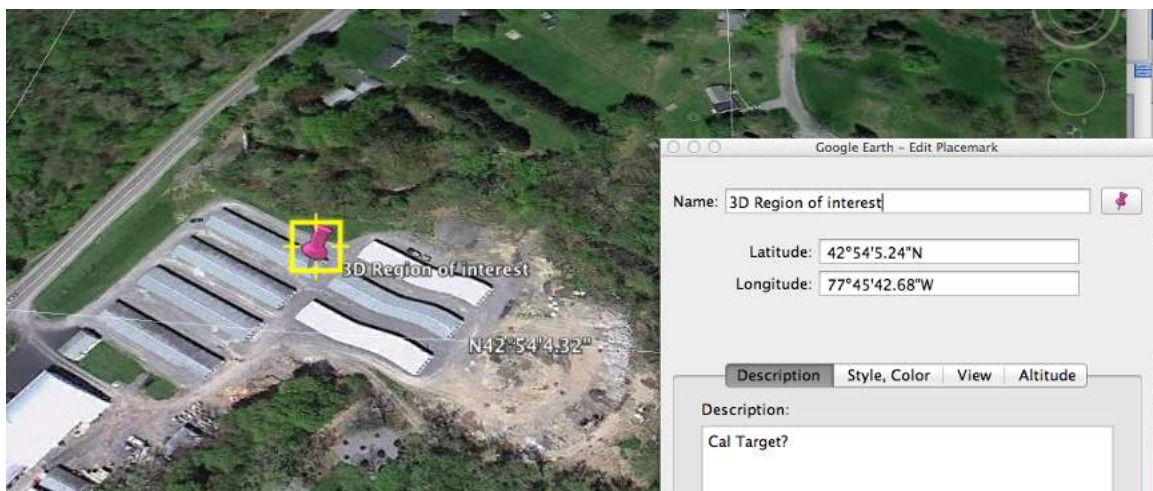 Google Earth - Edit Placemark
Name: 3D Region of interest
Latitude: 42°54'5.24"N
Longitude: 77°45'42.68"W
3D Region of interest
N42°54'4.32"
Description Style, Color View Altitude
Description:
Cal Target?